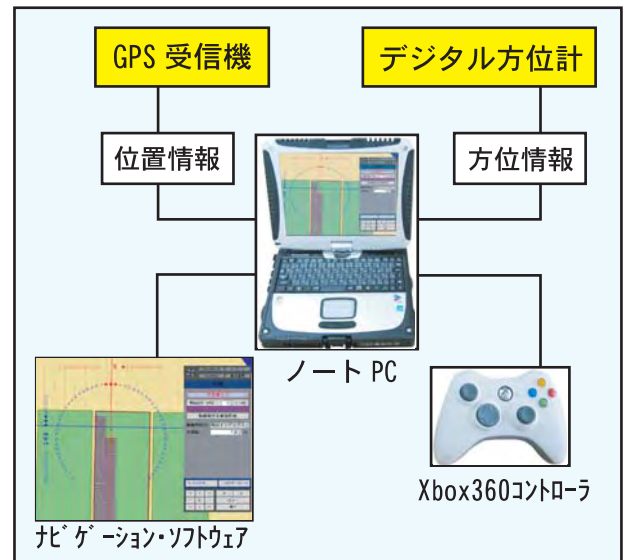 GPS 受信機
デジタル方位計
位置情報
方位情報
ノート PC
Xbox360ｺﾝﾄﾛｰﾗ
ﾅﾋﾞｹﾞｰｼｮﾝ・ｿﾌﾄｳｪｱ